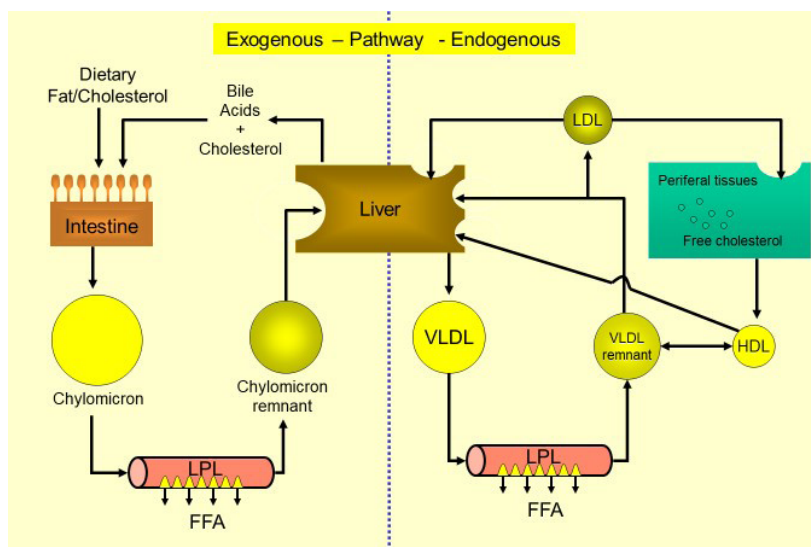 Exogenous – Pathway - Endogenous
Dietary
Fat/Cholesterol
Bile
Acids
+
Cholesterol
Intestine
Liver
Chylomicron
Chylomicron
remnant
LPL
FFA
LDL
Periferal tissues
Free cholesterol
VLDL
VLDL
remnant
HDL
LPL
FFA